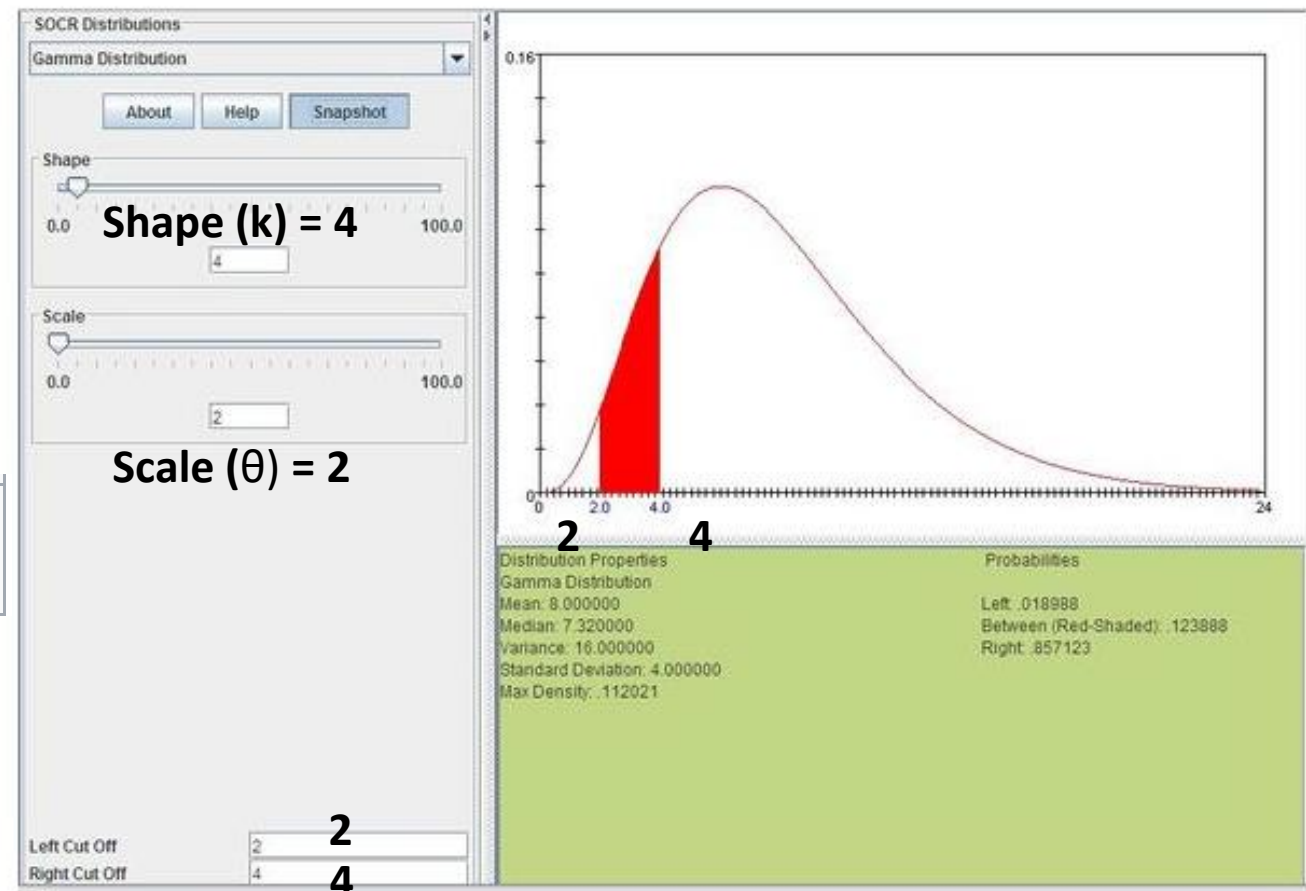 SOCR Distributions
Gamma Distribution
About Help Snapshot
Shape
Shape (k) = 4
0.0 100.0
4
Scale
0.0 100.0
2
Scale (θ) = 2
Left Cut Off 2
2
Right Cut Off 4
4
0.16
0
0 2.0 4.0 24
2 4
Distribution Properties
Gamma Distribution
Mean: 8.000000
Median: 7.320000
Variance: 16.000000
Standard Deviation: 4.000000
Max Density: .112021
Probabilities
Left: .018988
Between (Red-Shaded): .123888
Right: .857123